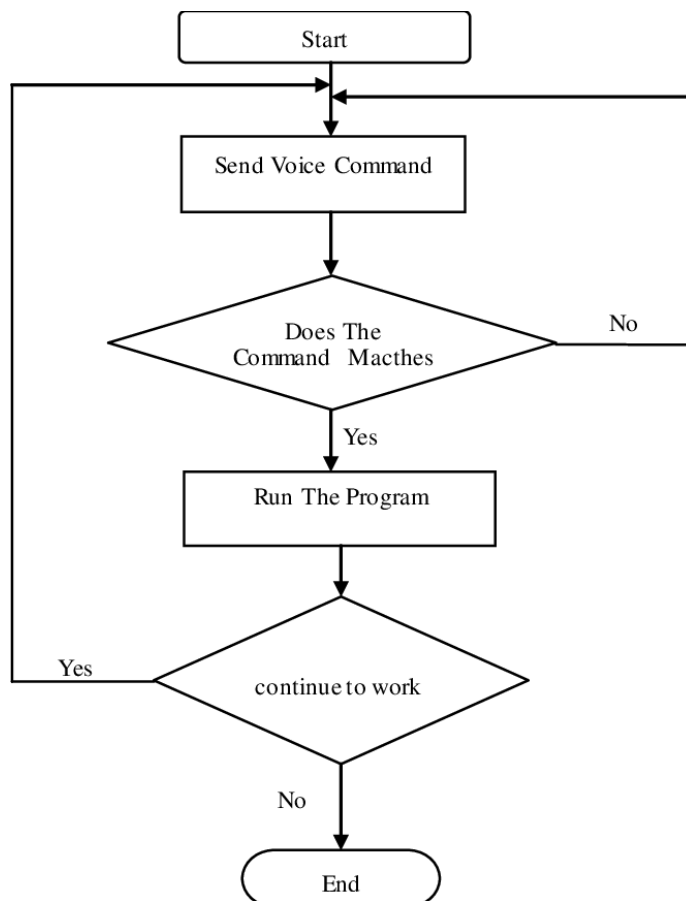 Start
Send Voice Command
Does The
Command Macthes
No
Yes
Run The Program
Yes
continue to work
No
End